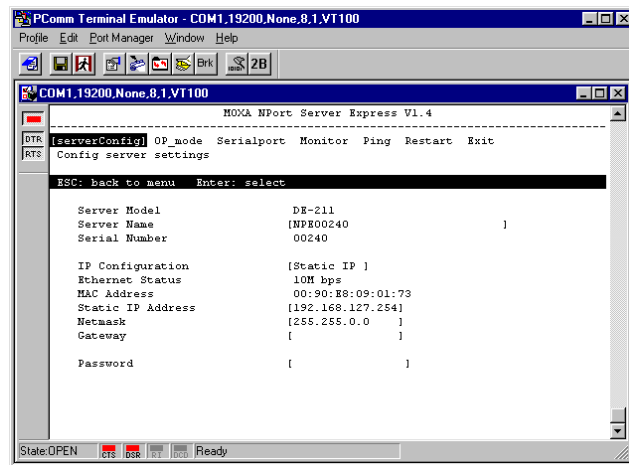 PComm Terminal Emulator - COM1,19200,None,8,1,VT100
Profile Edit Port Manager Window Help
Brk 2B
COM1,19200,None,8,1,VT100
MOXA NPort Server Express V1.4
DTR [serverConfig] OP_mode Serialport Monitor Ping Restart Exit
RTS Config server settings
ESC: back to menu Enter: select
Server Model DE-211
Server Name [NPE00240 ]
Serial Number 00240
IP Configuration [Static IP ]
Ethernet Status 10M bps
MAC Address 00:90:E8:09:01:73
Static IP Address [192.168.127.254]
Netmask [255.255.0.0 ]
Gateway [ ]
Password [ ]
State:OPEN CTS DSR RI DCD Ready